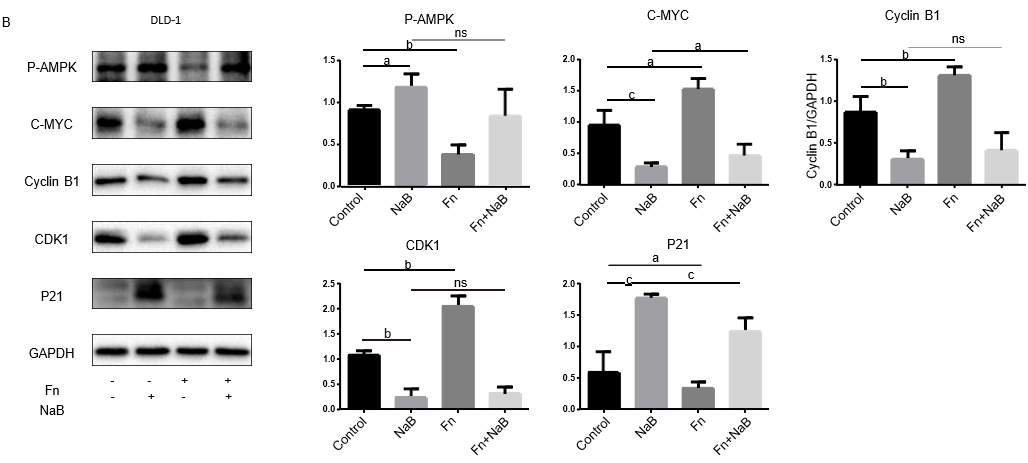 B
DLD-1
P-AMPK
C-MYC
Cyclin B1
CDK1
P21
GAPDH
Fn - - + +
NaB - + - +
P-AMPK
ns
b
a
1.5
1.0
0.5
0.0
Control NaB Fn Fn+NaB
C-MYC
a
a
c
2.0
1.5
1.0
0.5
0.0
Control NaB Fn Fn+NaB
Cyclin B1
ns
b
b
Cyclin B1/GAPDH
1.5
1.0
0.5
0.0
Control NaB Fn Fn+NaB
CDK1
b
ns
b
2.5
2.0
1.5
1.0
0.5
0.0
Control NaB Fn Fn+NaB
P21
a
c c
2.0
1.5
1.0
0.5
0.0
Control NaB Fn Fn+NaB